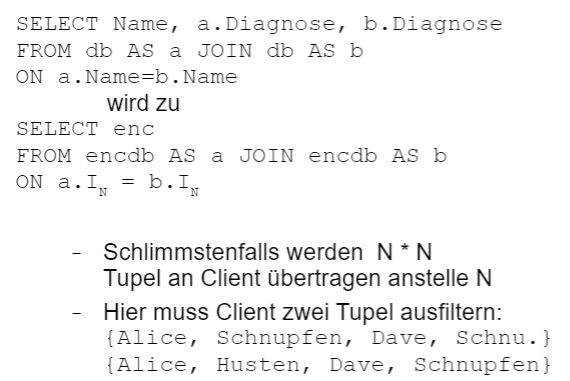 SELECT Name, a.Diagnose, b.Diagnose
FROM db AS a JOIN db AS b
ON a.Name=b.Name
wird zu
SELECT enc
FROM encdb AS a JOIN encdb AS b
ON a.I_N = b.I_N
- Schlimmstenfalls werden N * N
Tupel an Client übertragen anstelle N
- Hier muss Client zwei Tupel ausfiltern:
{Alice, Schnupfen, Dave, Schnu.}
{Alice, Husten, Dave, Schnupfen}